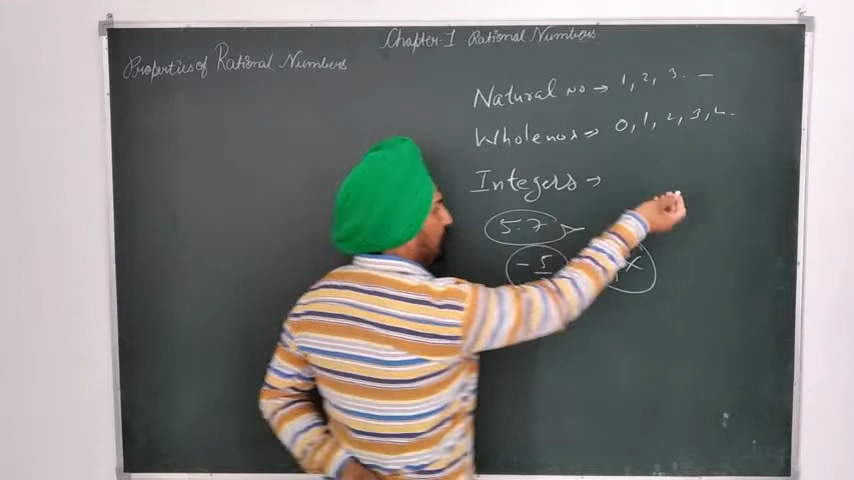 Chapter-1 Rational Numbers
Properties of Rational Numbers
Natural no → 1, 2, 3. -
Whole nos → 0, 1, 2, 3, 4..
Integers →
5.7
-5